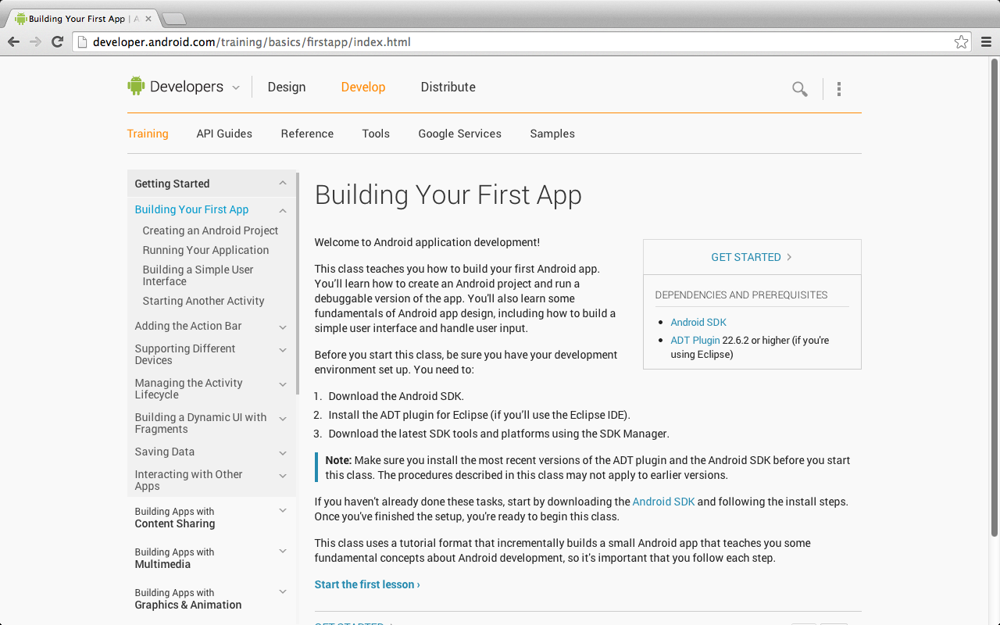 Building Your First App | A
developer.android.com/training/basics/firstapp/index.html
Developers
Design
Develop
Distribute
Training
API Guides
Reference
Tools
Google Services
Samples
Getting Started
Building Your First App
Creating an Android Project
Running Your Application
Building a Simple User
Interface
Starting Another Activity
Adding the Action Bar
Supporting Different
Devices
Managing the Activity
Lifecycle
Building a Dynamic UI with
Fragments
Saving Data
Interacting with Other
Apps
Building Apps with
Content Sharing
Building Apps with
Multimedia
Building Apps with
Graphics & Animation
Building Your First App
Welcome to Android application development!
This class teaches you how to build your first Android app.
You’ll learn how to create an Android project and run a
debuggable version of the app. You'll also learn some
fundamentals of Android app design, including how to build a
simple user interface and handle user input.
Before you start this class, be sure you have your development
environment set up. You need to:
1. Download the Android SDK.
2. Install the ADT plugin for Eclipse (if you’ll use the Eclipse IDE).
3. Download the latest SDK tools and platforms using the SDK Manager.
Note: Make sure you install the most recent versions of the ADT plugin and the Android SDK before you start
this class. The procedures described in this class may not apply to earlier versions.
If you haven't already done these tasks, start by downloading the Android SDK and following the install steps.
Once you've finished the setup, you're ready to begin this class.
This class uses a tutorial format that incrementally builds a small Android app that teaches you some
fundamental concepts about Android development, so it's important that you follow each step.
Start the first lesson ›
GET STARTED
DEPENDENCIES AND PREREQUISITES
• Android SDK
• ADT Plugin 22.6.2 or higher (if you're
using Eclipse)
GET STARTED